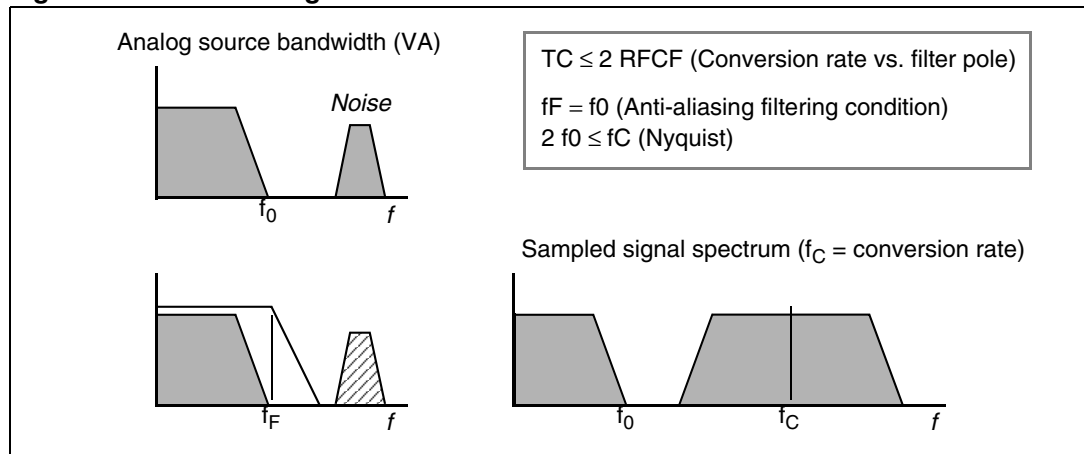 Analog source bandwidth (VA)
TC ≤ 2 RFCF (Conversion rate vs. filter pole)
fF = f0 (Anti-aliasing filtering condition)
2 f0 ≤ fC (Nyquist)
Noise
f0
f
Sampled signal spectrum (fC = conversion rate)
fF
f
f0
fC
f